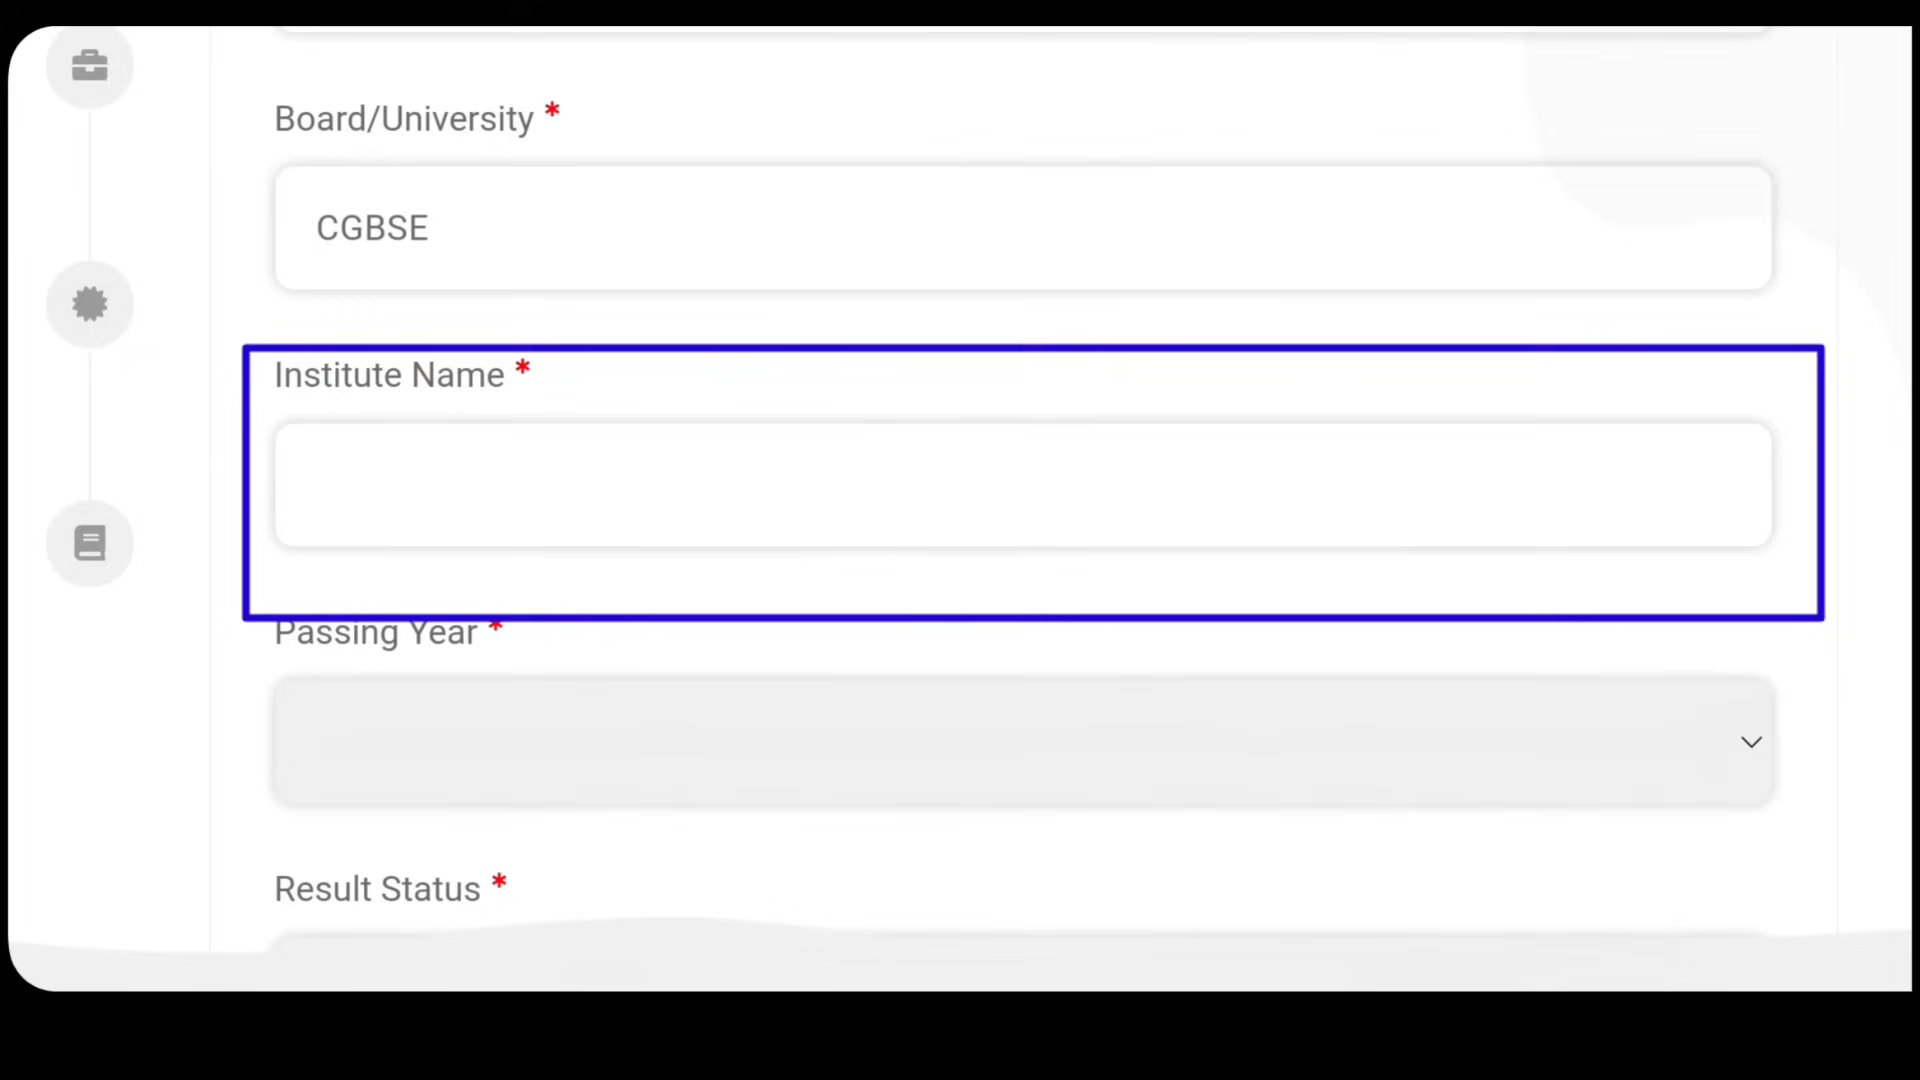 Board/University *
CGBSE
Institute Name *
Passing Year *
Result Status *